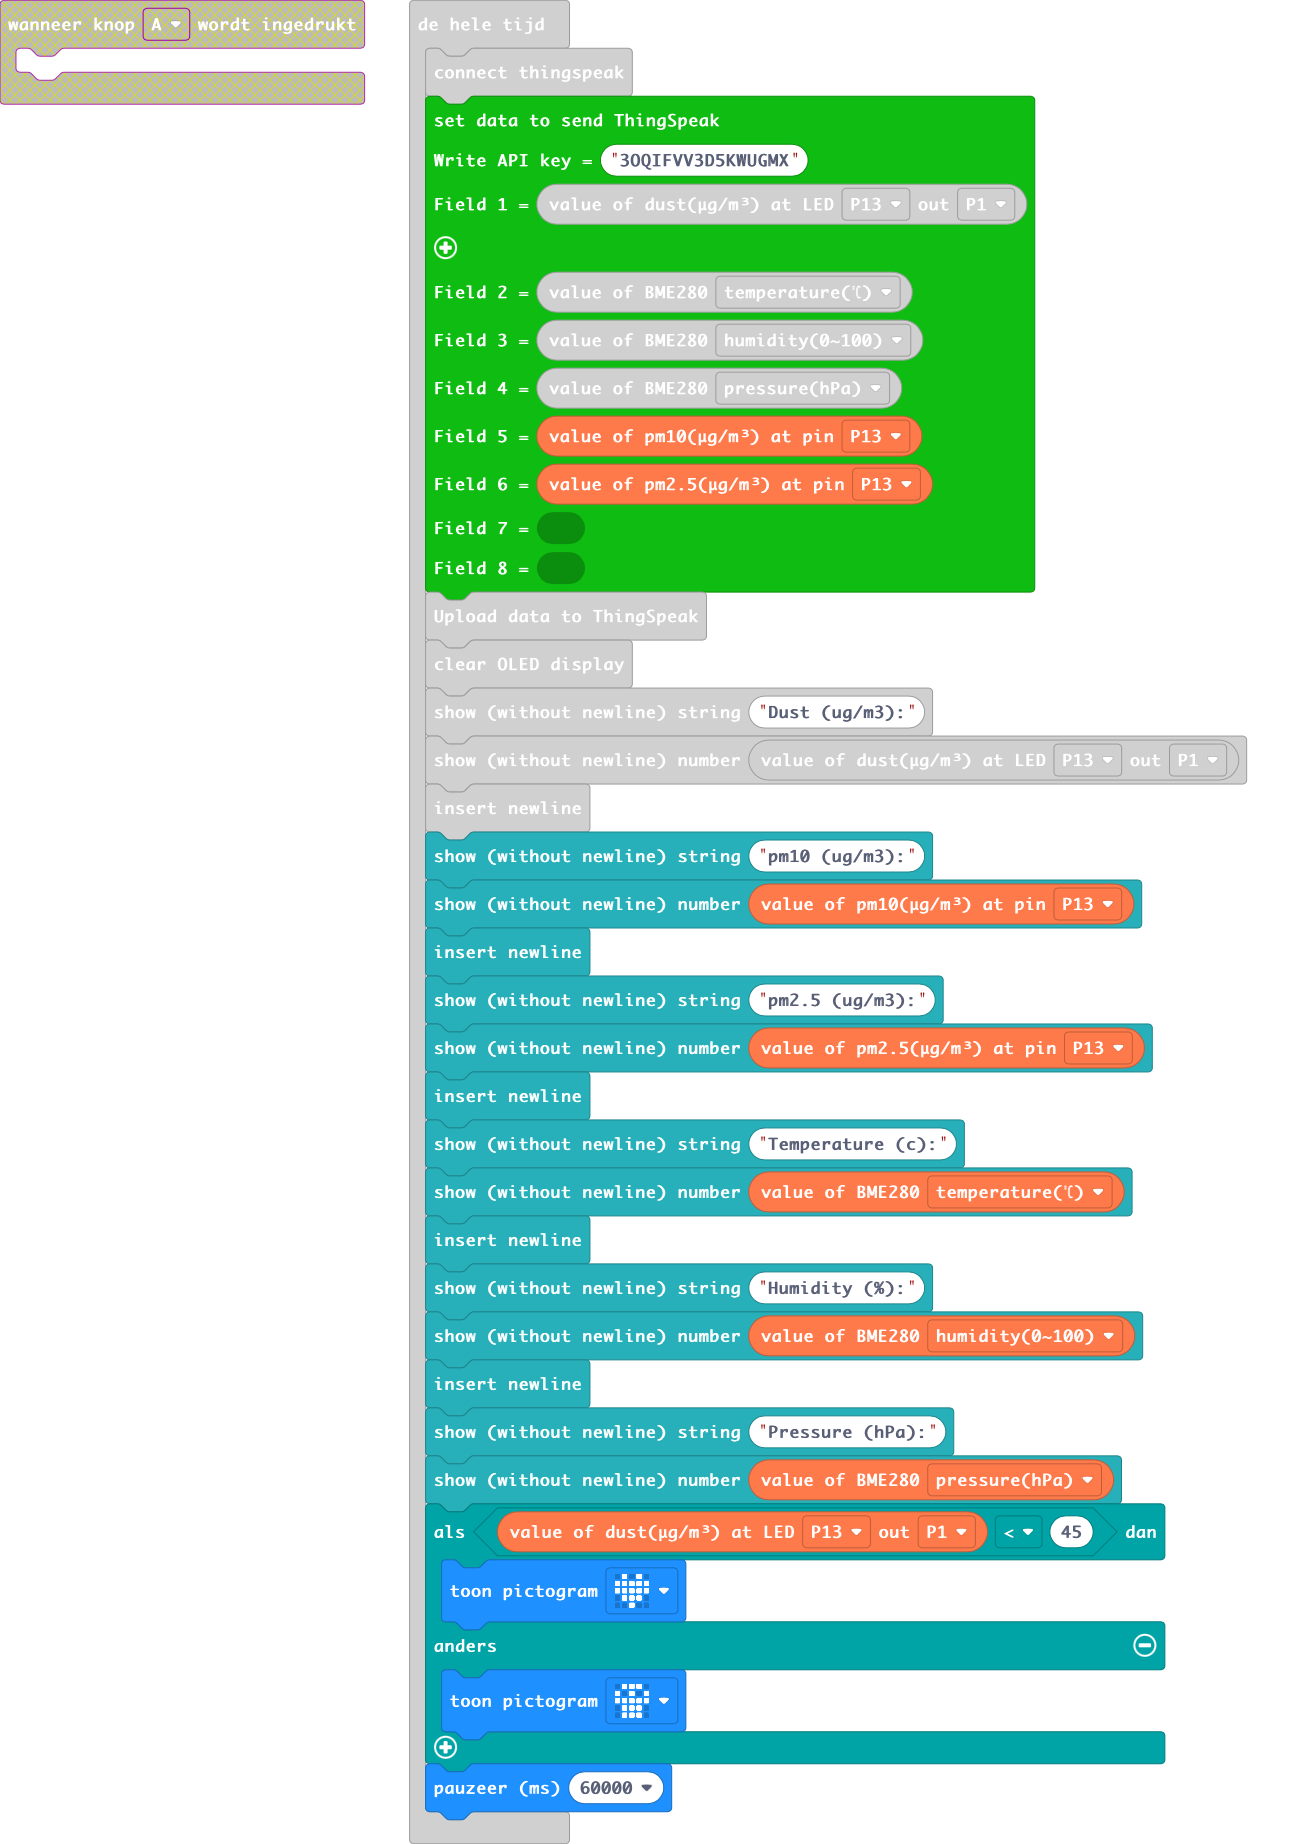 wanneer knop A wordt ingedrukt
de hele tijd
connect thingspeak
set data to send ThingSpeak
Write API key = "3OQIFVV3D5KWUGMX"
Field 1 = value of dust(μg/m³) at LED P13 out P1
Field 2 = value of BME280 temperature(℃)
Field 3 = value of BME280 humidity(0~100)
Field 4 = value of BME280 pressure(hPa)
Field 5 = value of pm10(μg/m³) at pin P13
Field 6 = value of pm2.5(μg/m³) at pin P13
Field 7 =
Field 8 =
Upload data to ThingSpeak
clear OLED display
show (without newline) string "Dust (ug/m3):"
show (without newline) number value of dust(μg/m³) at LED P13 out P1
insert newline
show (without newline) string "pm10 (ug/m3):"
show (without newline) number value of pm10(μg/m³) at pin P13
insert newline
show (without newline) string "pm2.5 (ug/m3):"
show (without newline) number value of pm2.5(μg/m³) at pin P13
insert newline
show (without newline) string "Temperature (c):"
show (without newline) number value of BME280 temperature(℃)
insert newline
show (without newline) string "Humidity (%):"
show (without newline) number value of BME280 humidity(0~100)
insert newline
show (without newline) string "Pressure (hPa):"
show (without newline) number value of BME280 pressure(hPa)
als value of dust(μg/m³) at LED P13 out P1 < 45 dan
toon pictogram
anders
toon pictogram
pauzeer (ms) 60000